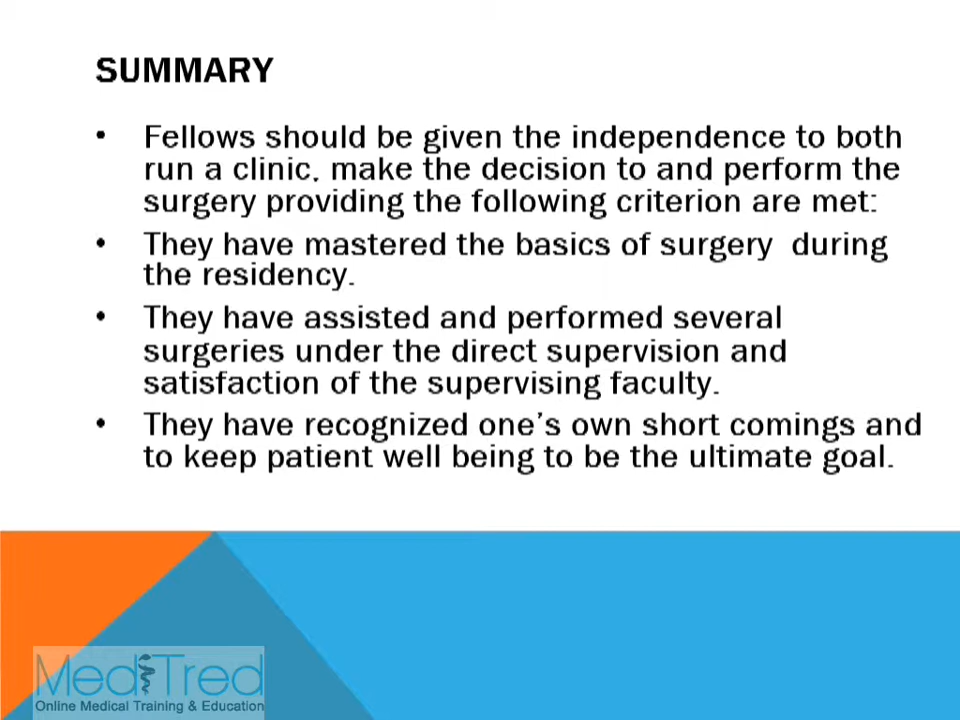 SUMMARY
• Fellows should be given the independence to both
run a clinic, make the decision to and perform the
surgery providing the following criterion are met:
• They have mastered the basics of surgery during
the residency.
• They have assisted and performed several
surgeries under the direct supervision and
satisfaction of the supervising faculty.
• They have recognized one's own short comings and
to keep patient well being to be the ultimate goal.
MediTred
Online Medical Training & Education